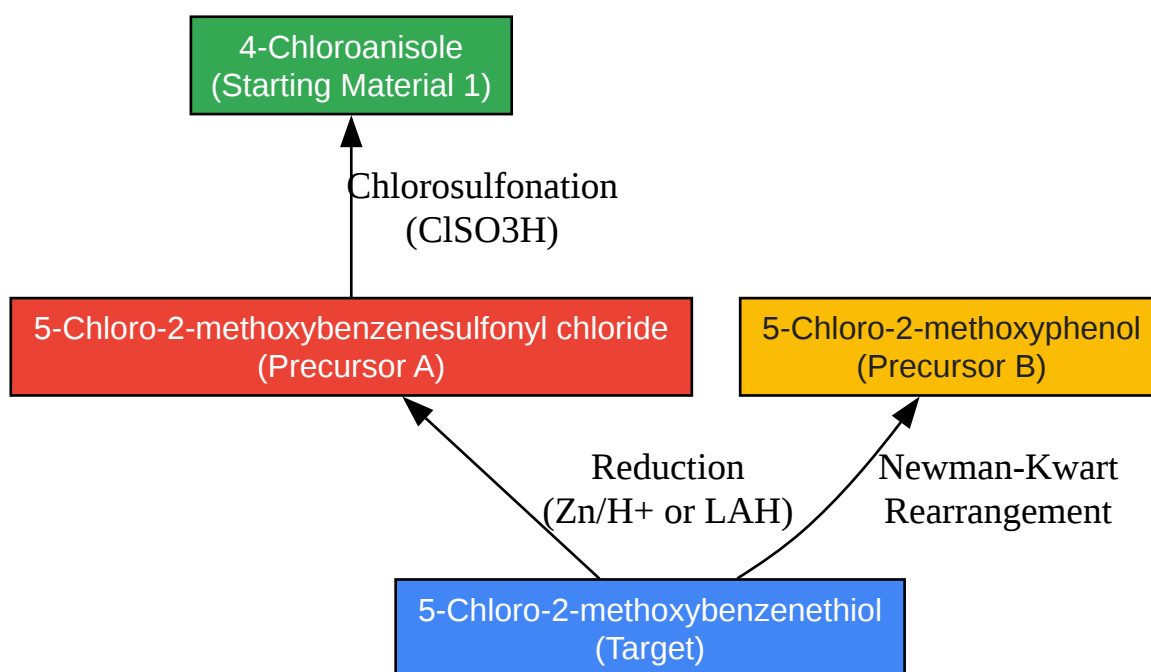 4-Chloroanisole
(Starting Material 1)
Chlorosulfonation
(ClSO3H)
5-Chloro-2-methoxybenzenesulfonyl chloride
(Precursor A)
5-Chloro-2-methoxyphenol
(Precursor B)
Reduction
(Zn/H+ or LAH)
Newman-Kwart
Rearrangement
5-Chloro-2-methoxybenzenethiol
(Target)